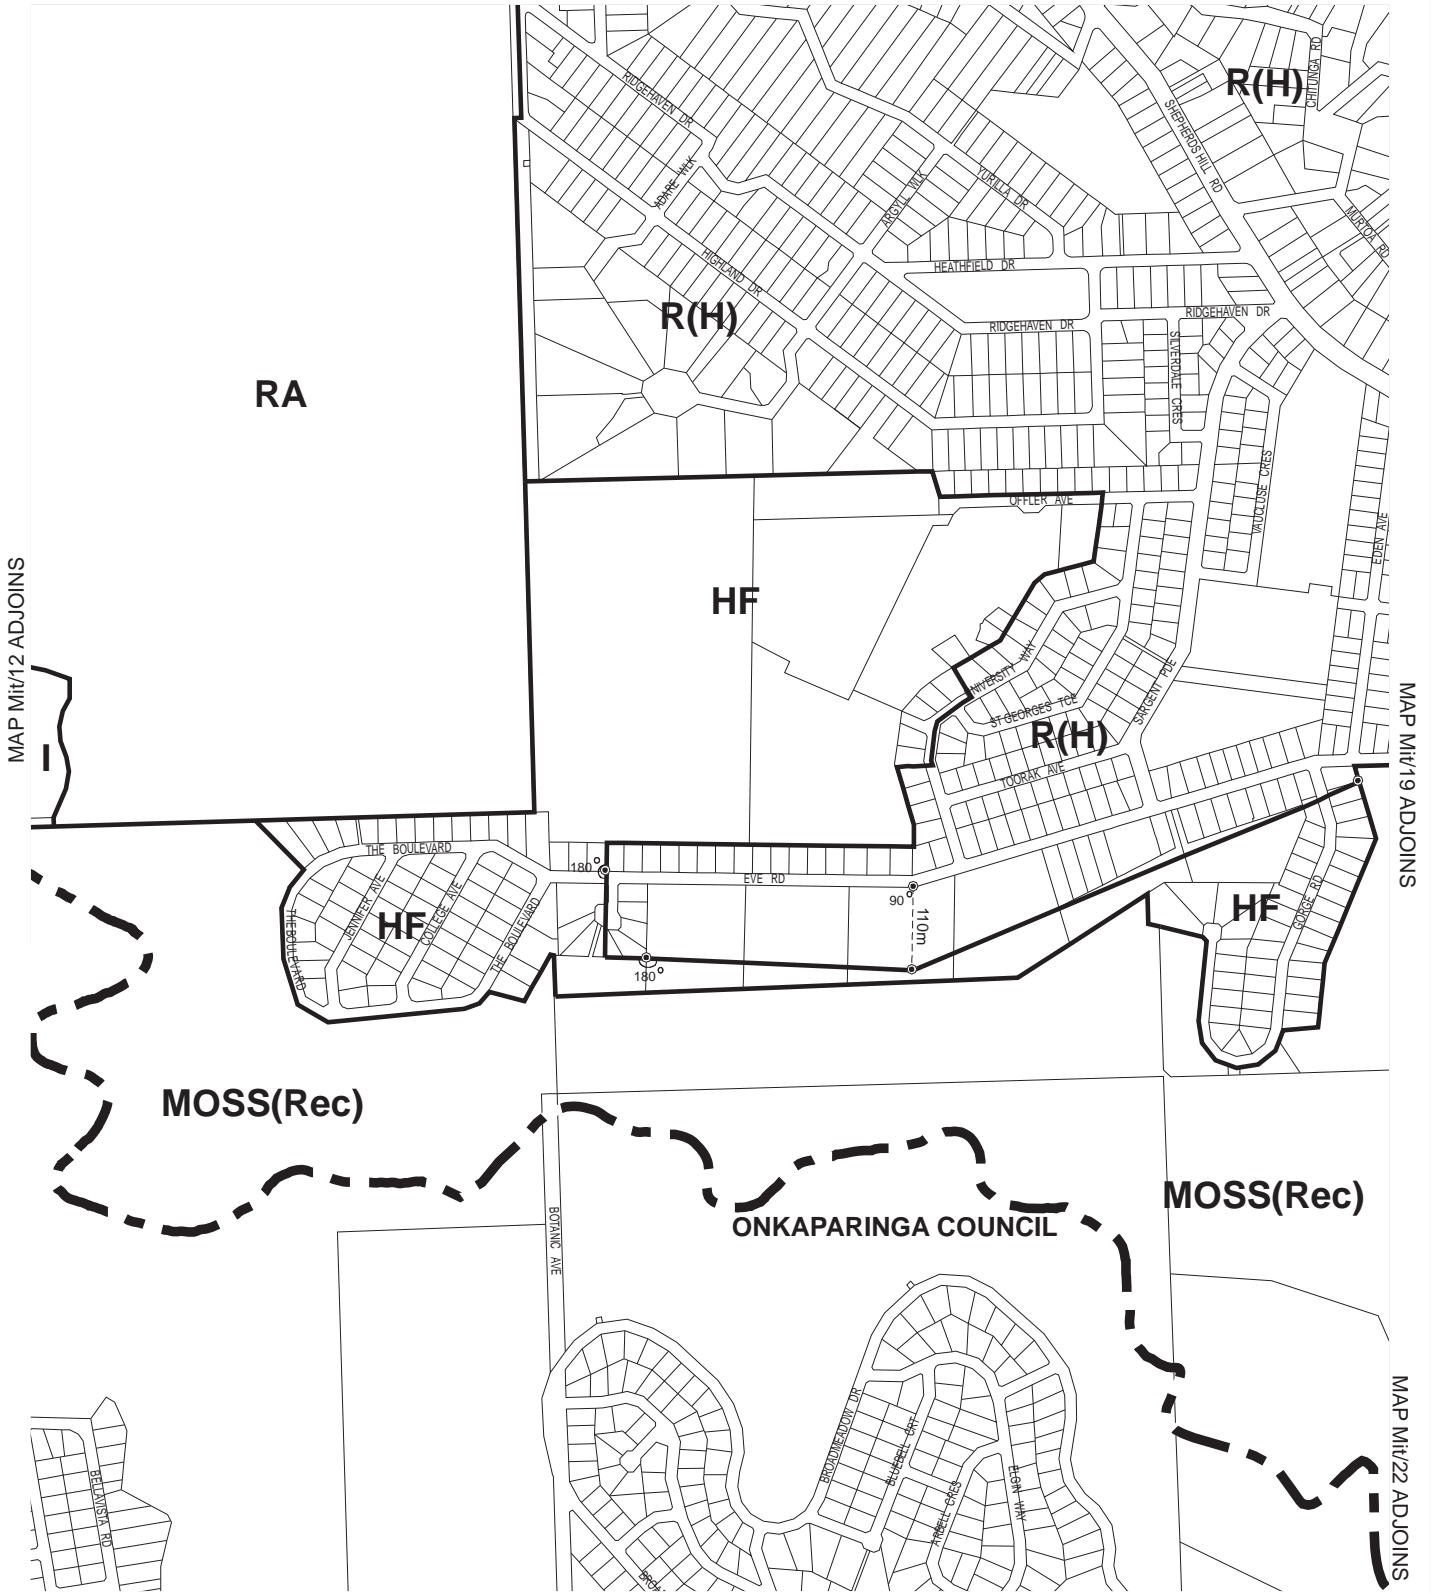 RIDGEHAVEN DR
SHEPHERDS HILL RD
R(H)
CHITUNGA RD
ADARE WLK
ARGYLL WLK
YURILLA DR
MURTOA RD
HIGHLAND DR
HEATHFIELD DR
R(H)
RIDGEHAVEN DR
RIDGEHAVEN DR
SILVERDALE CRES
RA
VAUCLUSE CRES
OFFLER AVE
EDEN AVE
MAP Mit/12 ADJOINS
HF
NIVERSITY WAY
ST GEORGES TCE
SARGENT PDE
R(H)
MAP Mit/19 ADJOINS
I
TOORAK AVE
THE BOULEVARD
180°
EVE RD
90°
110m
JENNIFER AVE
COLLEGE AVE
HF
THE BOULEVARD
THE BOULEVARD
HF
GORGE RD
180°
MOSS(Rec)
MOSS(Rec)
BOTANIC AVE
ONKAPARINGA COUNCIL
BROADMEADOW DR
BLUEBELL CRT
ARBELL CRES
ELGIN WAY
BELLAVISTA RD
MAP Mit/22 ADJOINS